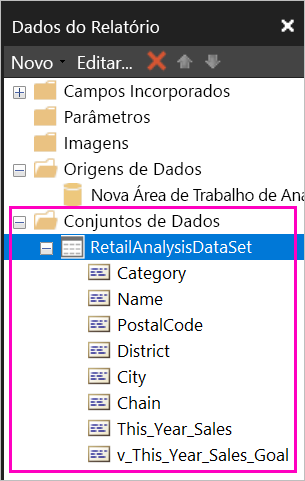 Dados do Relatório
Novo Editar...
Campos Incorporados
Parâmetros
Imagens
Origens de Dados
Nova Área de Trabalho de Ana
Conjuntos de Dados
RetailAnalysisDataSet
Category
Name
PostalCode
District
City
Chain
This_Year_Sales
v_This_Year_Sales_Goal